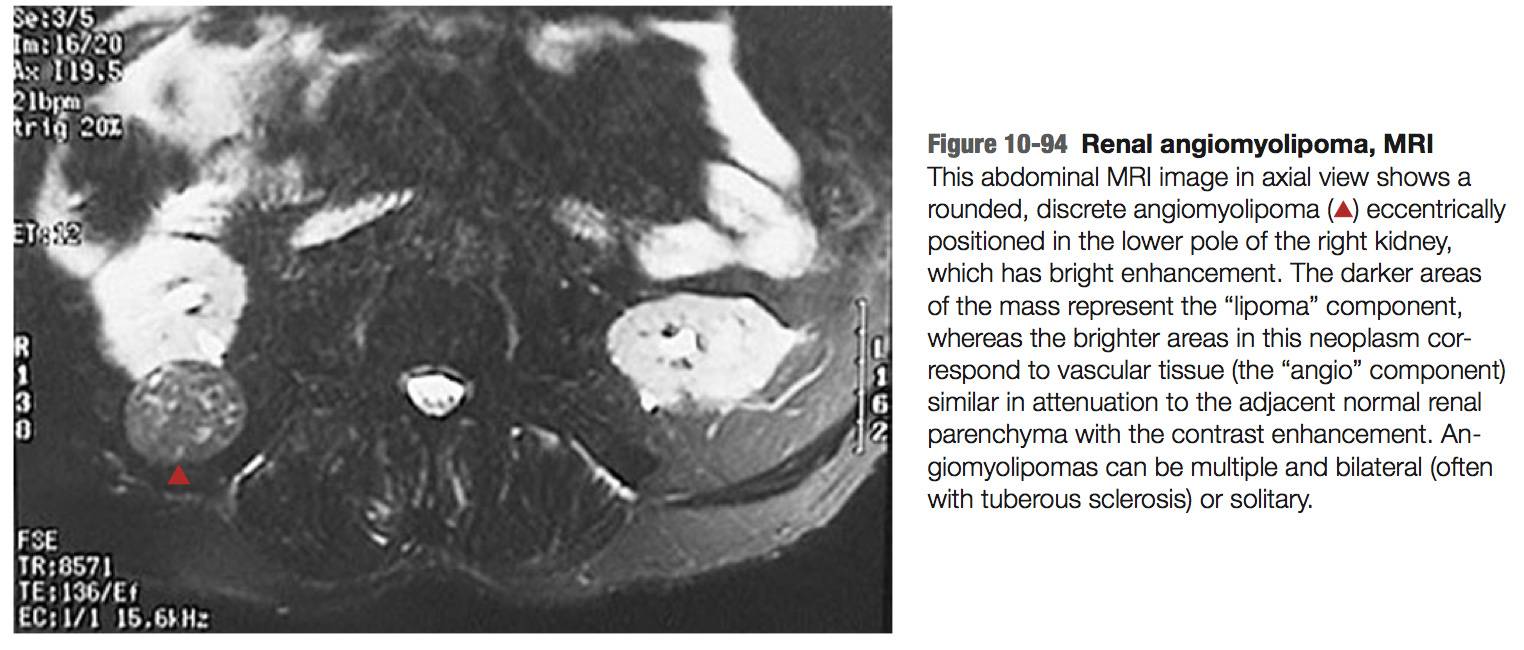 Se:3/5
Im:16/20
Ax I19.5
21bpm
trig 20%
ET:12
R
1
3
8
L
1
6
2
FSE
TR:8571
TE:136/Ef
EC:1/1 15.6kHz
Figure 10-94 Renal angiomyolipoma, MRI
This abdominal MRI image in axial view shows a
rounded, discrete angiomyolipoma (▲) eccentrically
positioned in the lower pole of the right kidney,
which has bright enhancement. The darker areas
of the mass represent the “lipoma” component,
whereas the brighter areas in this neoplasm cor-
respond to vascular tissue (the “angio” component)
similar in attenuation to the adjacent normal renal
parenchyma with the contrast enhancement. An-
giomyolipomas can be multiple and bilateral (often
with tuberous sclerosis) or solitary.